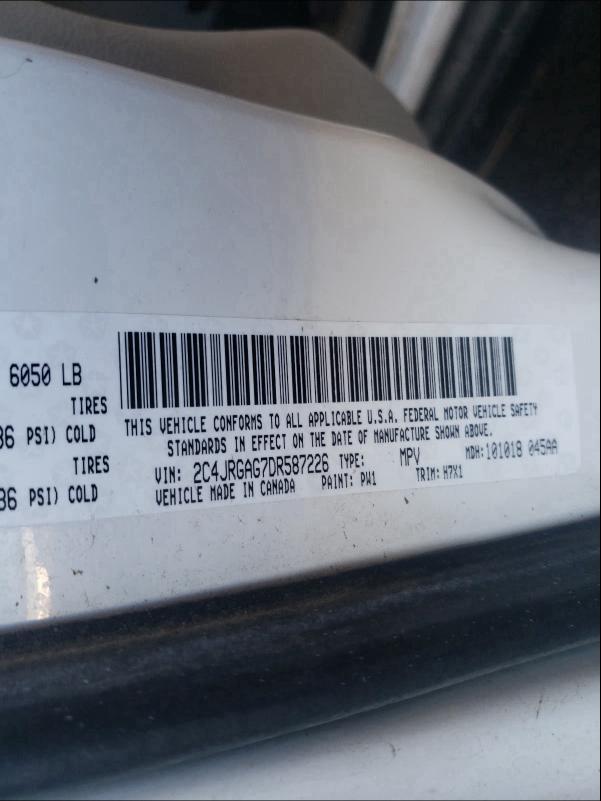 6050 LB
TIRES
36 PSI) COLD
TIRES
36 PSI) COLD
THIS VEHICLE CONFORMS TO ALL APPLICABLE U.S.A. FEDERAL MOTOR VEHICLE SAFETY
STANDARDS IN EFFECT ON THE DATE OF MANUFACTURE SHOWN ABOVE.
VIN: 2C4JRGAG7DR587226 TYPE: MPV MDH:101018 045AA
VEHICLE MADE IN CANADA PAINT: PW1 TRIM: H7X1